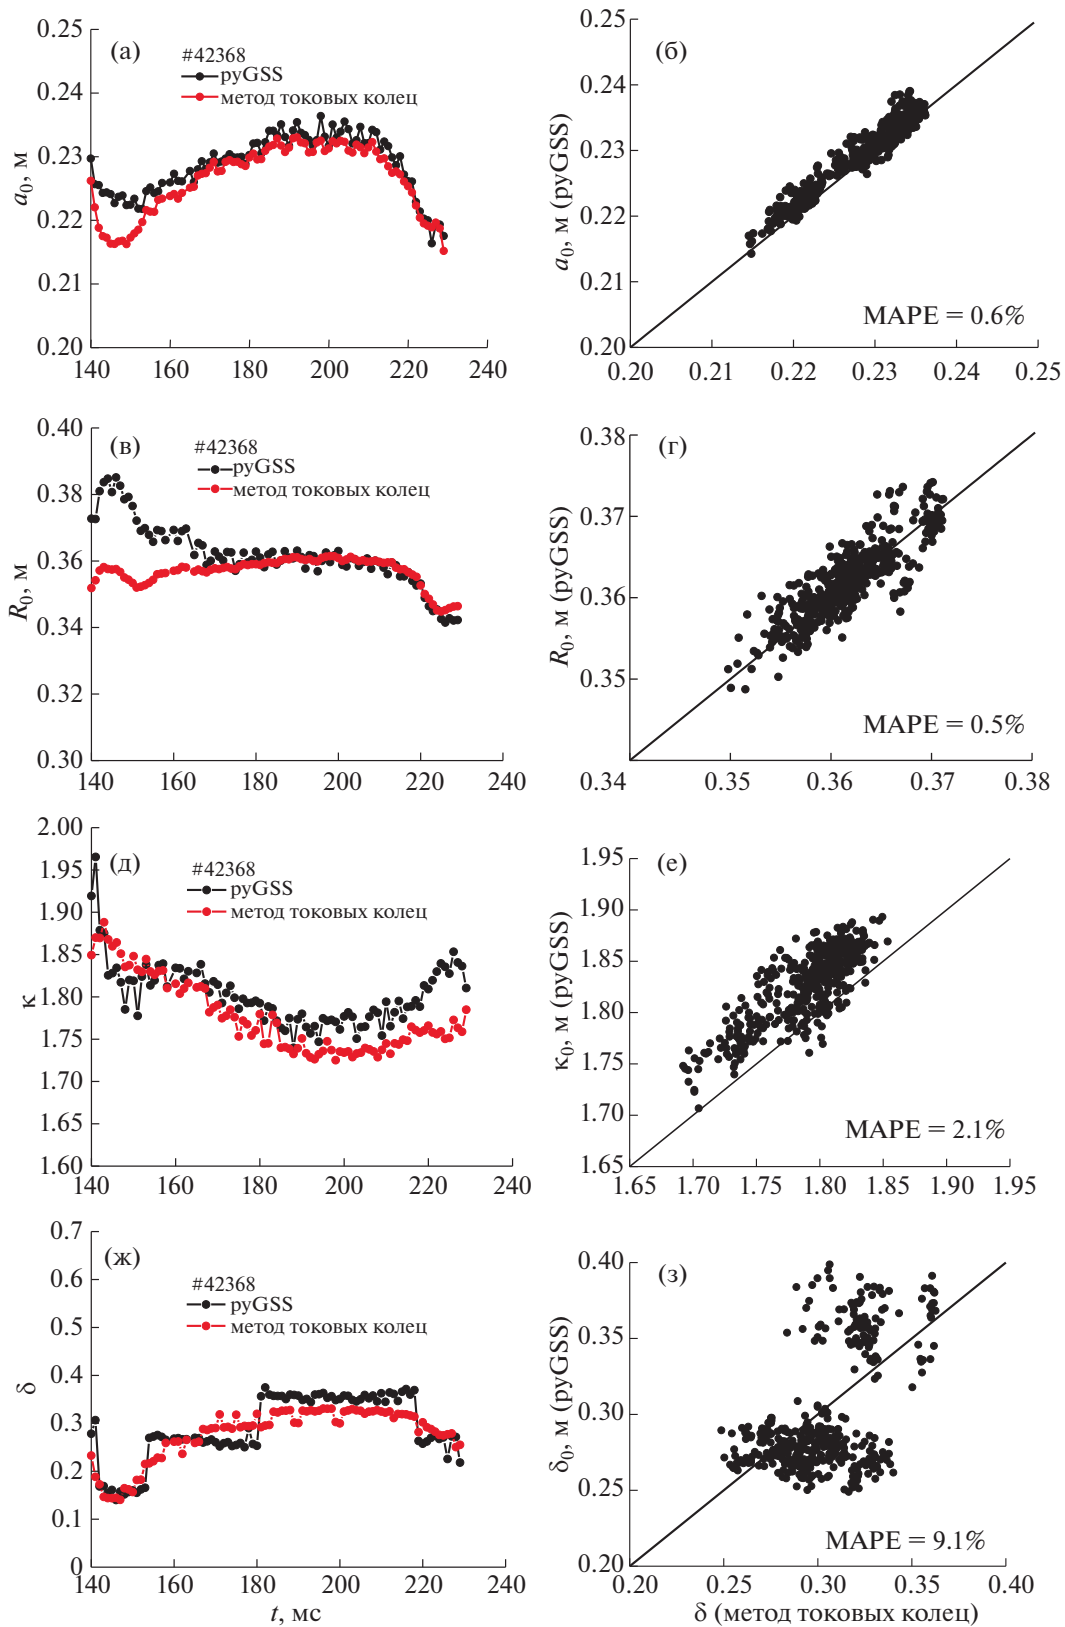 (а)
#42368
pyGSS
метод токовых колец
a₀, м
0.25
0.24
0.23
0.22
0.21
0.20
140 160 180 200 220 240
(б)
a₀, м (pyGSS)
0.25
0.24
0.23
0.22
0.21
0.20
MAPE = 0.6%
0.20 0.21 0.22 0.23 0.24 0.25
(в)
#42368
pyGSS
метод токовых колец
R₀, м
0.40
0.38
0.36
0.34
0.32
0.30
140 160 180 200 220 240
(г)
R₀, м (pyGSS)
0.38
0.37
0.36
0.35
MAPE = 0.5%
0.34 0.35 0.36 0.37 0.38
(д)
#42368
pyGSS
метод токовых колец
κ
2.00
1.95
1.90
1.85
1.80
1.75
1.70
1.65
1.60
140 160 180 200 220 240
(е)
κ₀, м (pyGSS)
1.95
1.90
1.85
1.80
1.75
1.70
1.65
MAPE = 2.1%
1.65 1.70 1.75 1.80 1.85 1.90 1.95
(ж)
#42368
pyGSS
метод токовых колец
δ
0.7
0.6
0.5
0.4
0.3
0.2
0.1
0
140 160 180 200 220 240
t, мс
(з)
δ₀, м (pyGSS)
0.40
0.35
0.30
0.25
0.20
MAPE = 9.1%
0.20 0.25 0.30 0.35 0.40
δ (метод токовых колец)